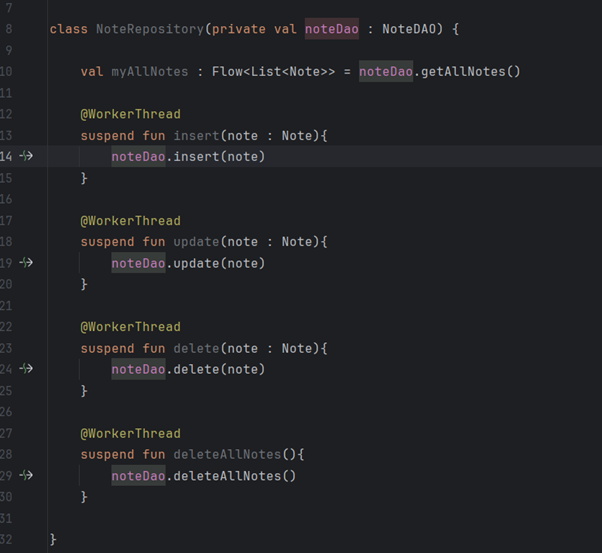 7
8 class NoteRepository(private val noteDao : NoteDAO) {
9
10 val myAllNotes : Flow<List<Note>> = noteDao.getAllNotes()
11
12 @WorkerThread
13 suspend fun insert(note : Note){
14 noteDao.insert(note)
15 }
16
17 @WorkerThread
18 suspend fun update(note : Note){
19 noteDao.update(note)
20 }
21
22 @WorkerThread
23 suspend fun delete(note : Note){
24 noteDao.delete(note)
25 }
26
27 @WorkerThread
28 suspend fun deleteAllNotes(){
29 noteDao.deleteAllNotes()
30 }
31
32 }